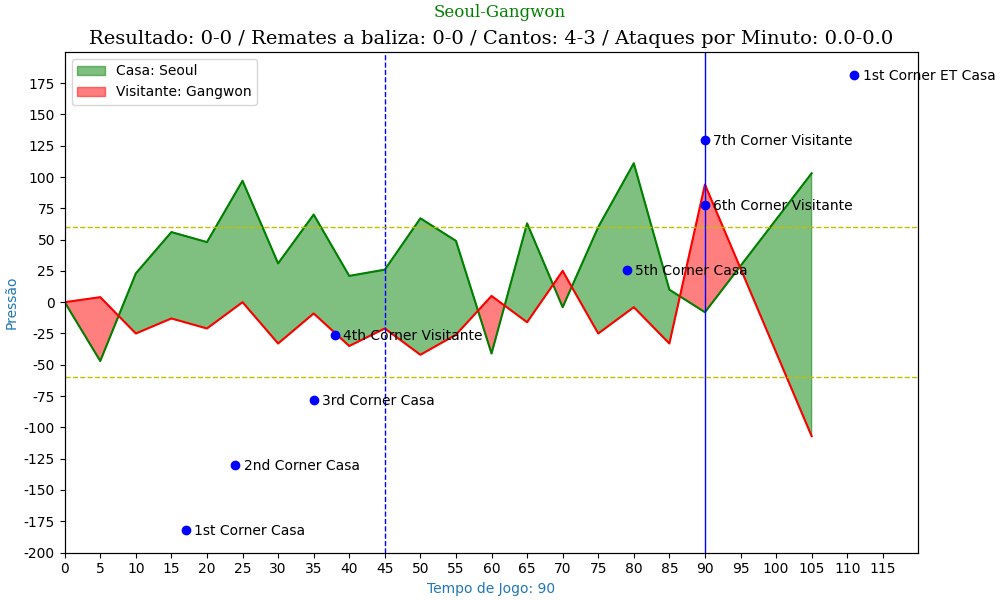 Seoul-Gangwon
Resultado: 0-0 / Remates a baliza: 0-0 / Cantos: 4-3 / Ataques por Minuto: 0.0-0.0
Casa: Seoul
Visitante: Gangwon
1st Corner ET Casa
7th Corner Visitante
6th Corner Visitante
5th Corner Casa
4th Corner Visitante
3rd Corner Casa
2nd Corner Casa
1st Corner Casa
Pressão
175
150
125
100
75
50
25
0
-25
-50
-75
-100
-125
-150
-175
-200
0 5 10 15 20 25 30 35 40 45 50 55 60 65 70 75 80 85 90 95 100 105 110 115
Tempo de Jogo: 90